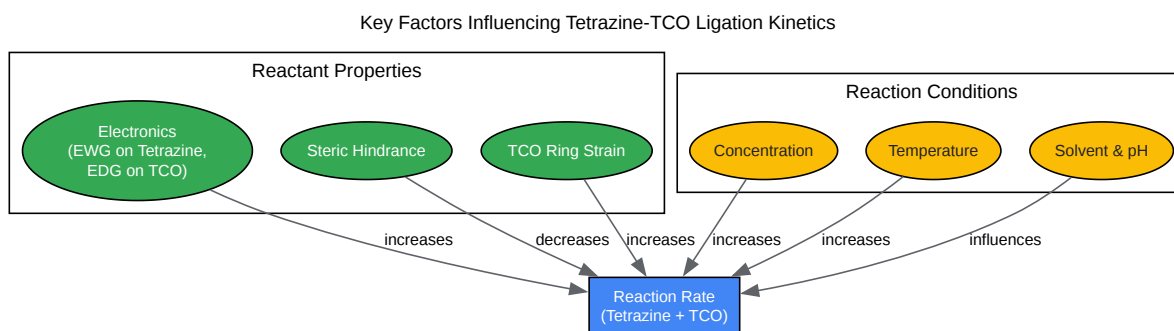 Key Factors Influencing Tetrazine-TCO Ligation Kinetics
Reactant Properties
Reaction Conditions
Electronics
(EWG on Tetrazine,
EDG on TCO)
Steric Hindrance
TCO Ring Strain
Concentration
Temperature
Solvent & pH
increases
decreases
increases
increases
increases
influences
Reaction Rate
(Tetrazine + TCO)